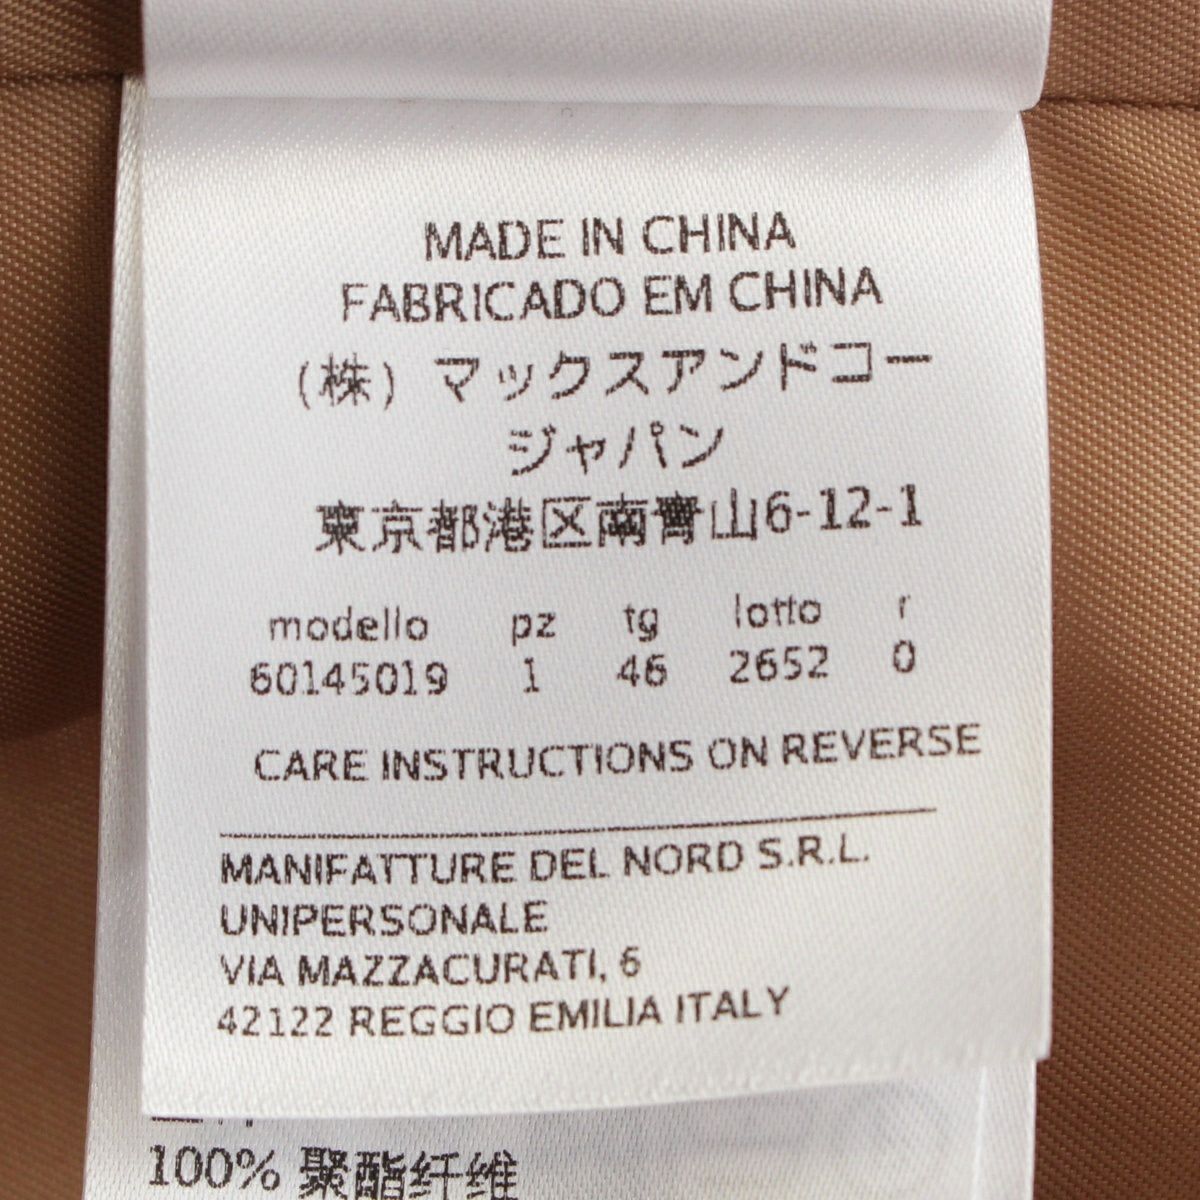 MADE IN CHINA
FABRICADO EM CHINA
(株) マックスアンドコー
ジャパン
東京都港区南青山6-12-1
modello pz tg lotto r
60145019 1 46 2652 0
CARE INSTRUCTIONS ON REVERSE
MANIFATTURE DEL NORD S.R.L.
UNIPERSONALE
VIA MAZZACURATI, 6
42122 REGGIO EMILIA ITALY
100% 聚酯纤维